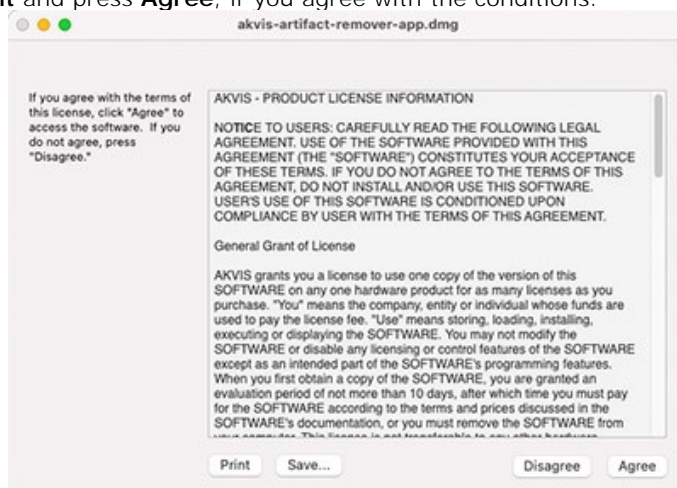 it and press Agree, if you agree with the conditions.
akvis-artifact-remover-app.dmg
If you agree with the terms of
this license, click "Agree" to
access the software. If you
do not agree, press
"Disagree."
AKVIS - PRODUCT LICENSE INFORMATION
NOTICE TO USERS: CAREFULLY READ THE FOLLOWING LEGAL
AGREEMENT. USE OF THE SOFTWARE PROVIDED WITH THIS
AGREEMENT (THE "SOFTWARE") CONSTITUTES YOUR ACCEPTANCE
OF THESE TERMS. IF YOU DO NOT AGREE TO THE TERMS OF THIS
AGREEMENT, DO NOT INSTALL AND/OR USE THIS SOFTWARE.
USER'S USE OF THIS SOFTWARE IS CONDITIONED UPON
COMPLIANCE BY USER WITH THE TERMS OF THIS AGREEMENT.
General Grant of License
AKVIS grants you a license to use one copy of the version of this
SOFTWARE on any one hardware product for as many licenses as you
purchase. "You" means the company, entity or individual whose funds are
used to pay the license fee. "Use" means storing, loading, installing,
executing or displaying the SOFTWARE. You may not modify the
SOFTWARE or disable any licensing or control features of the SOFTWARE
except as an intended part of the SOFTWARE's programming features.
When you first obtain a copy of the SOFTWARE, you are granted an
evaluation period of not more than 10 days, after which time you must pay
for the SOFTWARE according to the terms and prices discussed in the
SOFTWARE's documentation, or you must remove the SOFTWARE from
your computer. This license is not transferable to any other hardware
Print Save... Disagree Agree